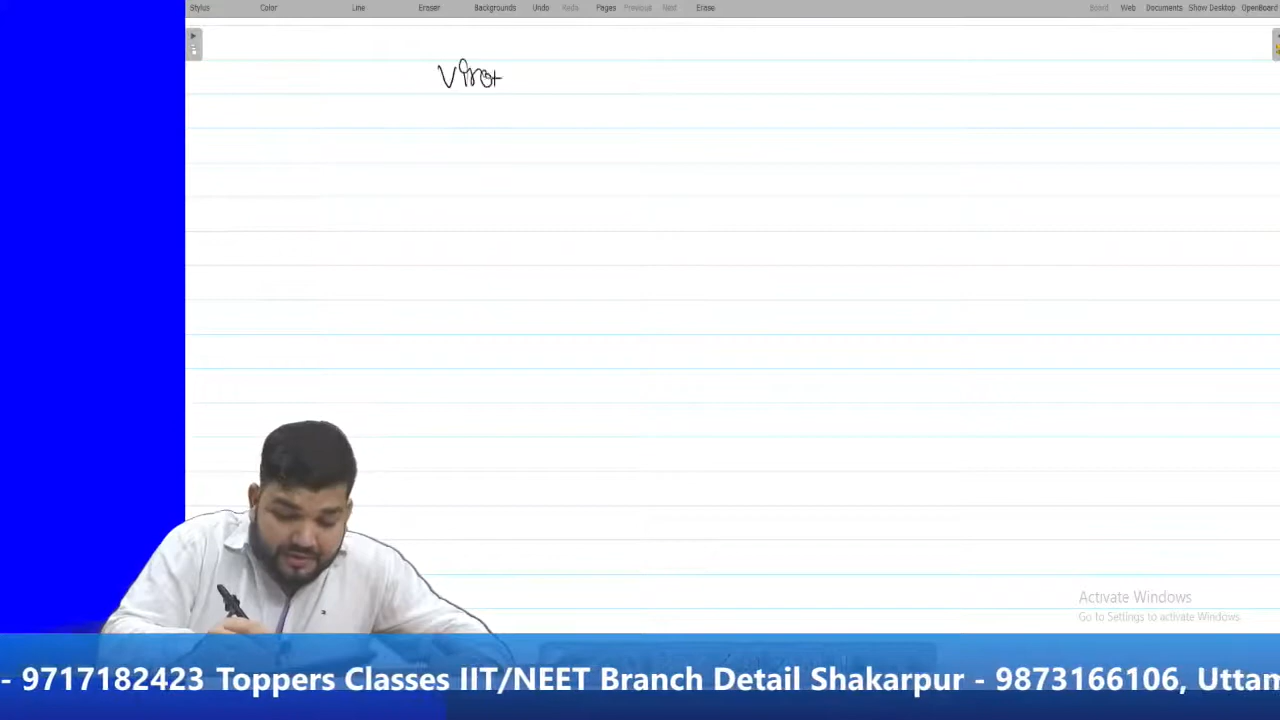 Stylus Color Line Eraser Backgrounds Undo Redo Pages Previous Next Erase Board Web Documents Show Desktop OpenBoard
Virot
Activate Windows
Go to Settings to activate Windows.
- 9717182423 Toppers Classes IIT/NEET Branch Detail Shakarpur - 9873166106, Uttam